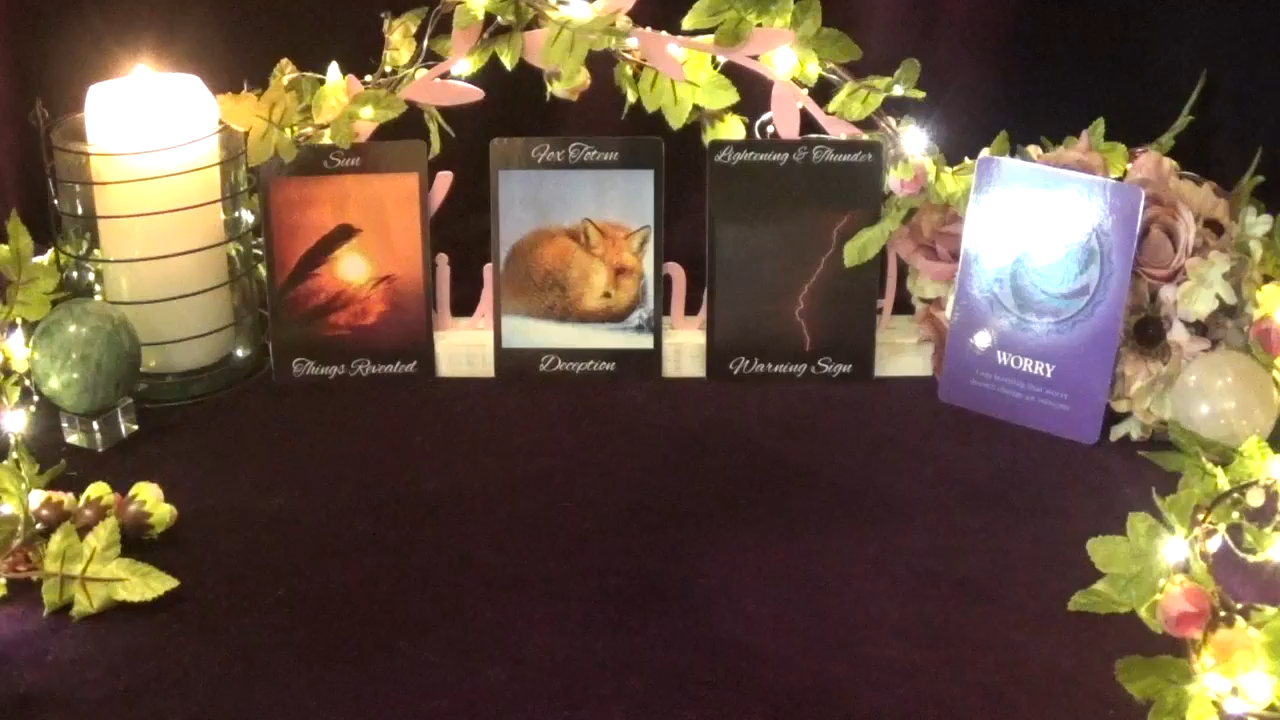 Sun
Things Revealed
Fox Totem
Deception
Lightening & Thunder
Warning Sign
WORRY